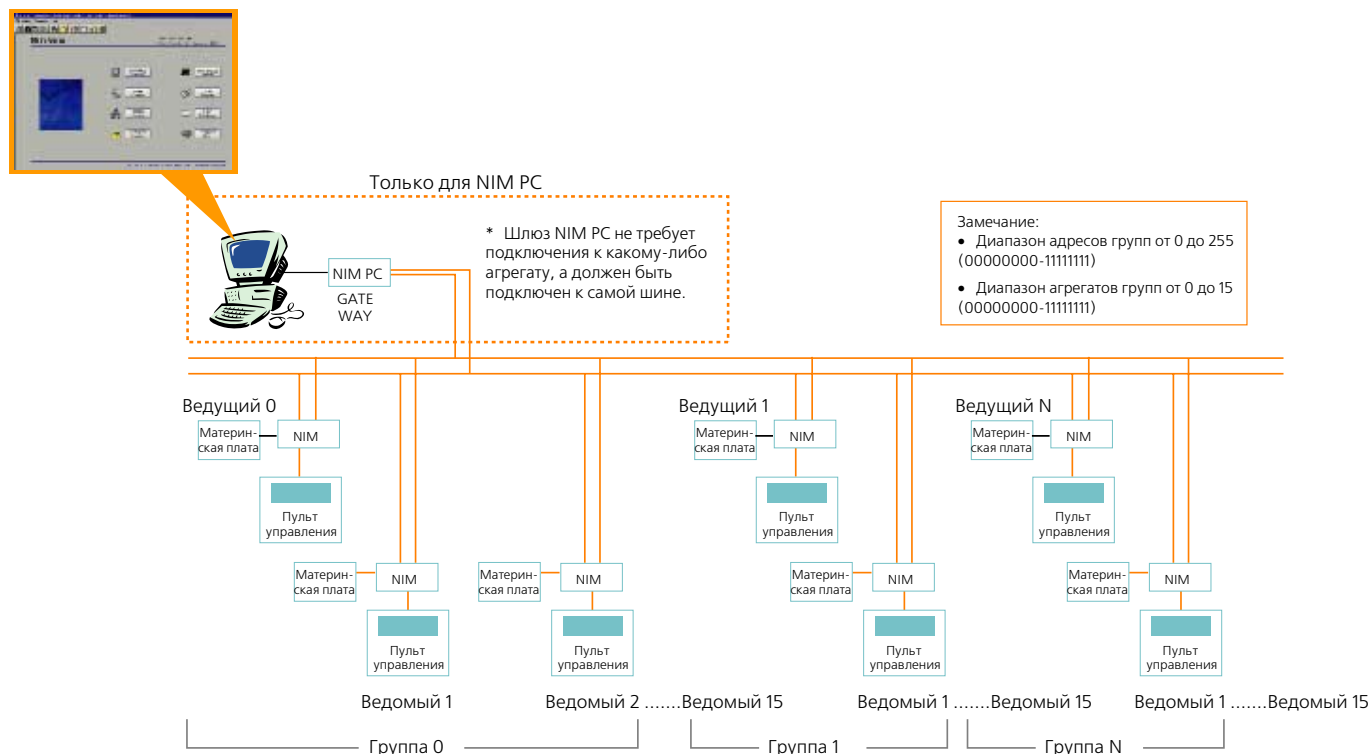 Только для NIM PC
NIM PC
GATE
WAY
* Шлюз NIM PC не требует
подключения к какому-либо
агрегату, а должен быть
подключен к самой шине.
Замечание:
• Диапазон адресов групп от 0 до 255
(00000000-11111111)
• Диапазон агрегатов групп от 0 до 15
(00000000-11111111)
Ведущий 0
Материн-
ская плата
NIM
Пульт
управления
Ведущий 1
Материн-
ская плата
NIM
Пульт
управления
Ведущий N
Материн-
ская плата
NIM
Пульт
управления
Материн-
ская плата
NIM
Пульт
управления
Материн-
ская плата
NIM
Пульт
управления
Материн-
ская плата
NIM
Пульт
управления
Материн-
ская плата
NIM
Пульт
управления
Ведомый 1
Ведомый 2 .......Ведомый 15
Ведомый 1 .......Ведомый 15
Ведомый 1 .......Ведомый 15
Группа 0
Группа 1
Группа N